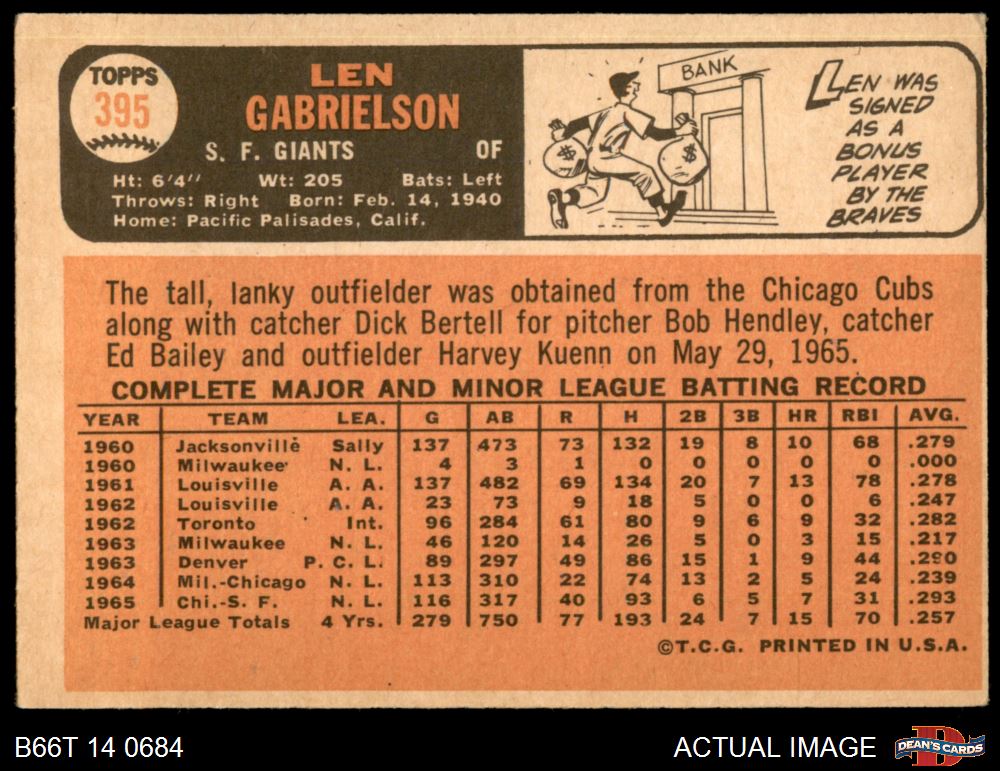 TOPPS
395
LEN
GABRIELSON
S. F. GIANTS OF
Ht: 6'4" Wt: 205 Bats: Left
Throws: Right Born: Feb. 14, 1940
Home: Pacific Palisades, Calif.
BANK
$ $
LEN WAS
SIGNED
AS A
BONUS
PLAYER
BY THE
BRAVES
The tall, lanky outfielder was obtained from the Chicago Cubs
along with catcher Dick Bertell for pitcher Bob Hendley, catcher
Ed Bailey and outfielder Harvey Kuenn on May 29, 1965.
COMPLETE MAJOR AND MINOR LEAGUE BATTING RECORD
YEAR TEAM LEA. G AB R H 2B 3B HR RBI AVG.
1960 Jacksonville Sally 137 473 73 132 19 8 10 68 .279
1960 Milwaukee N. L. 4 3 1 0 0 0 0 0 .000
1961 Louisville A. A. 137 482 69 134 20 7 13 78 .278
1962 Louisville A. A. 23 73 9 18 5 0 0 6 .247
1962 Toronto Int. 96 284 61 80 9 6 9 32 .282
1963 Milwaukee N. L. 46 120 14 26 5 0 3 15 .217
1963 Denver P. C. L. 89 297 49 86 15 1 9 44 .290
1964 Mil.-Chicago N. L. 113 310 22 74 13 2 5 24 .239
1965 Chi.-S. F. N. L. 116 317 40 93 6 5 7 31 .293
Major League Totals 4 Yrs. 279 750 77 193 24 7 15 70 .257
©T.C.G. PRINTED IN U.S.A.
B66T 14 0684 ACTUAL IMAGE D DEAN'S CARDS